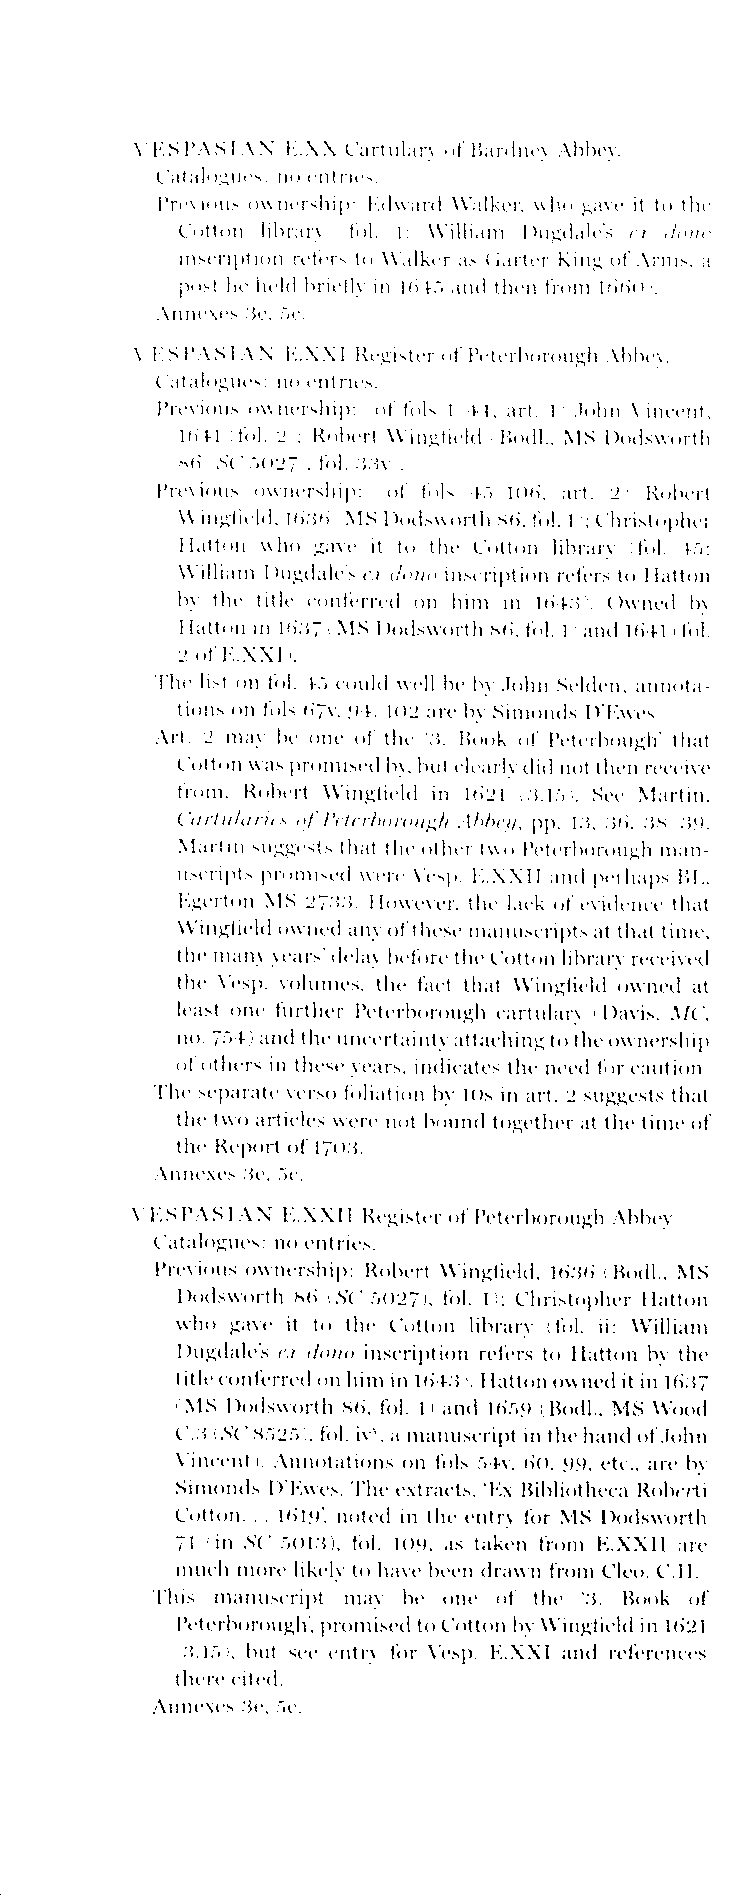 VESPASIAN E.XX Cartulary of Bardney Abbey.
Catalogues: no entries.
Previous ownership: Edward Walker, who gave it to the
Cotton library (fol. 1: William Dugdale's ex dono
inscription refers to Walker as Garter King of Arms, a
post he held briefly in 1645 and then from 1660).
Annexes 3e, 5c.
VESPASIAN E.XXI Register of Peterborough Abbey.
Catalogues: no entries.
Previous ownership: (of fols 1–44, art. 1) John Vincent,
1641 (fol. 2); Robert Wingfield (Bodl., MS Dodsworth
86 (SC 5027), fol. 33v).
Previous ownership: (of fols 45–106, art. 2) Robert
Wingfield, 1636 (MS Dodsworth 86, fol. 1); Christopher
Hatton who gave it to the Cotton library (fol. 45:
William Dugdale's ex dono inscription refers to Hatton
by the title conferred on him in 1643). Owned by
Hatton in 1637 (MS Dodsworth 86, fol. 1) and 1641 (fol.
2 of E.XXI).
The list on fol. 45 could well be by John Selden, annota-
tions on fols 67v, 94, 102 are by Simonds D'Ewes.
Art. 2 may be one of the '3. Book of Peterbough' that
Cotton was promised by, but clearly did not then receive
from, Robert Wingfield in 1621 (3.15). See Martin,
Cartularies of Peterborough Abbey, pp. 13, 36, 38–39.
Martin suggests that the other two Peterborough man-
uscripts promised were Vesp. E.XXII and perhaps BL,
Egerton MS 2733. However, the lack of evidence that
Wingfield owned any of these manuscripts at that time,
the many years' delay before the Cotton library received
the Vesp. volumes, the fact that Wingfield owned at
least one further Peterborough cartulary (Davis, MC,
no. 754) and the uncertainty attaching to the ownership
of others in these years, indicates the need for caution.
The separate verso foliation by 10s in art. 2 suggests that
the two articles were not bound together at the time of
the Report of 1703.
Annexes 3e, 5c.
VESPASIAN E.XXII Register of Peterborough Abbey.
Catalogues: no entries.
Previous ownership: Robert Wingfield, 1636 (Bodl., MS
Dodsworth 86 (SC 5027), fol. 1); Christopher Hatton
who gave it to the Cotton library (fol. ii: William
Dugdale's ex dono inscription refers to Hatton by the
title conferred on him in 1643). Hatton owned it in 1637
(MS Dodsworth 86, fol. 1) and 1659 (Bodl., MS Wood
C.3 (SC 8525), fol. iv), a manuscript in the hand of John
Vincent). Annotations on fols 54v, 60, 99, etc., are by
Simonds D'Ewes. The extracts, 'Ex Bibliotheca Roberti
Cotton. . . 1619', noted in the entry for MS Dodsworth
71 (in SC 5013), fol. 109, as taken from E.XXII are
much more likely to have been drawn from Cleo. C.II.
This manuscript may be one of the '3. Book of
Peterborough', promised to Cotton by Wingfield in 1621
(3.15), but see entry for Vesp. E.XXI and references
there cited.
Annexes 3e, 5c.